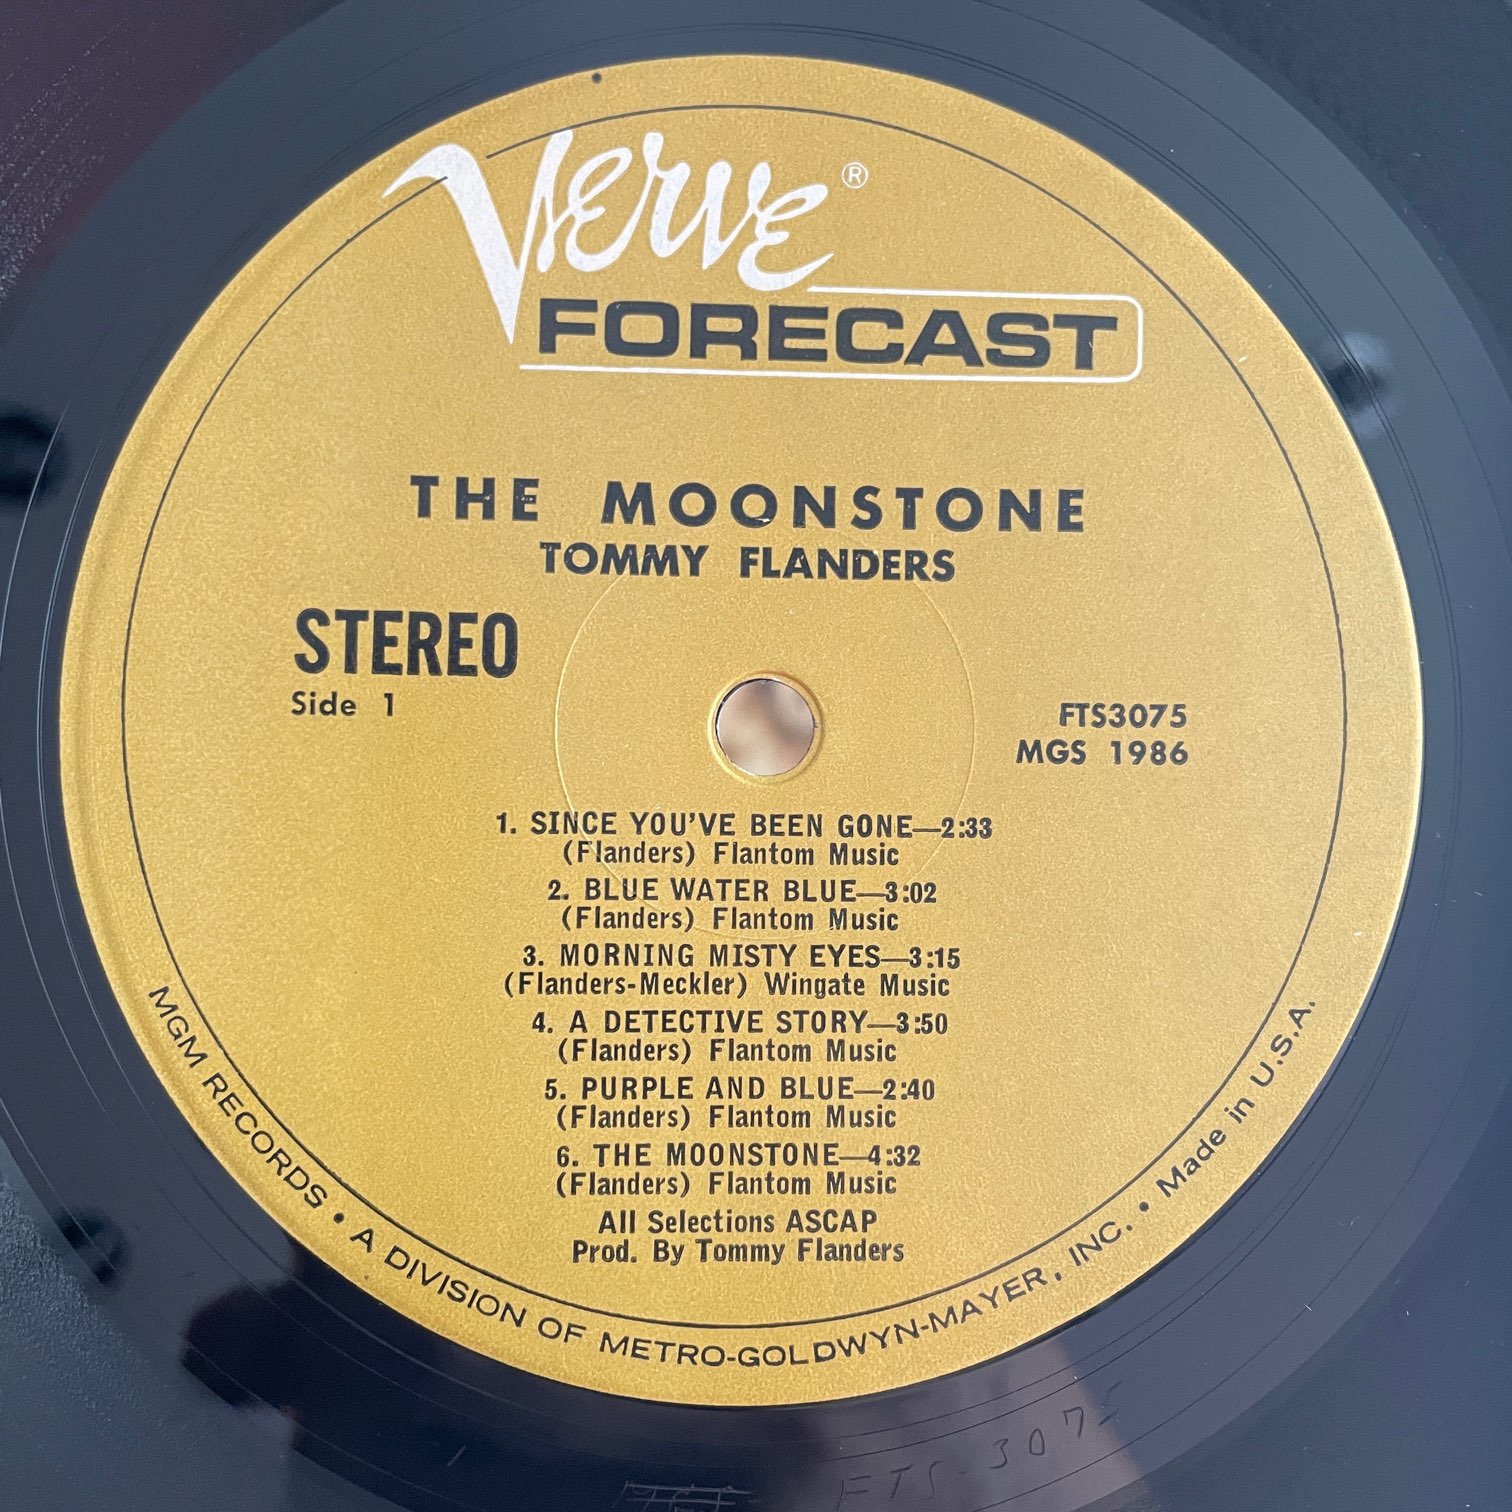 Verve®
FORECAST
THE MOONSTONE
TOMMY FLANDERS
STEREO
Side 1
FTS3075
MGS 1986
1. SINCE YOU'VE BEEN GONE—2:33
(Flanders) Flantom Music
2. BLUE WATER BLUE—3:02
(Flanders) Flantom Music
3. MORNING MISTY EYES—3:15
(Flanders-Meckler) Wingate Music
4. A DETECTIVE STORY—3:50
(Flanders) Flantom Music
5. PURPLE AND BLUE—2:40
(Flanders) Flantom Music
6. THE MOONSTONE—4:32
(Flanders) Flantom Music
All Selections ASCAP
Prod. By Tommy Flanders
MGM RECORDS • A DIVISION OF METRO-GOLDWYN-MAYER, INC. • Made in U.S.A.
FTS-3075